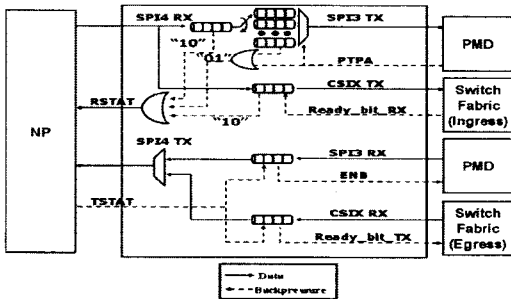 SPI4 RX
SPI3 TX
PMD
"10"
"01"
PTPA
CSIX TX
Switch
Fabric
(Ingress)
RSTAT
"10"
Ready_bit_RX
NP
SPI4 TX
SPI3 RX
PMD
ENB
TSTAT
CSIX RX
Switch
Fabric
(Egress)
Ready_bit_TX
Data
Backpressure